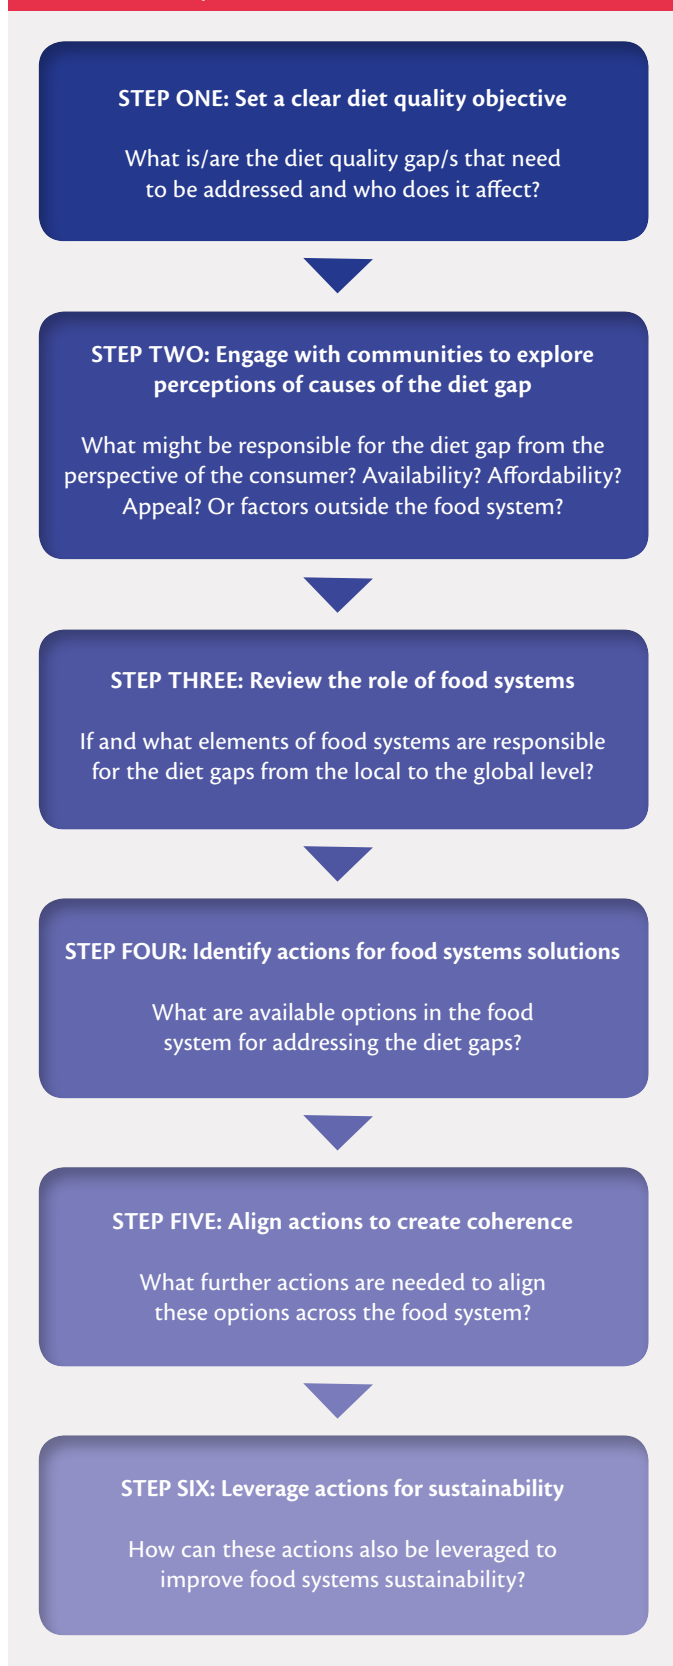 STEP ONE: Set a clear diet quality objective
What is/are the diet quality gap/s that need
to be addressed and who does it affect?
STEP TWO: Engage with communities to explore
perceptions of causes of the diet gap
What might be responsible for the diet gap from the
perspective of the consumer? Availability? Affordability?
Appeal? Or factors outside the food system?
STEP THREE: Review the role of food systems
If and what elements of food systems are responsible
for the diet gaps from the local to the global level?
STEP FOUR: Identify actions for food systems solutions
What are available options in the food
system for addressing the diet gaps?
STEP FIVE: Align actions to create coherence
What further actions are needed to align
these options across the food system?
STEP SIX: Leverage actions for sustainability
How can these actions also be leveraged to
improve food systems sustainability?